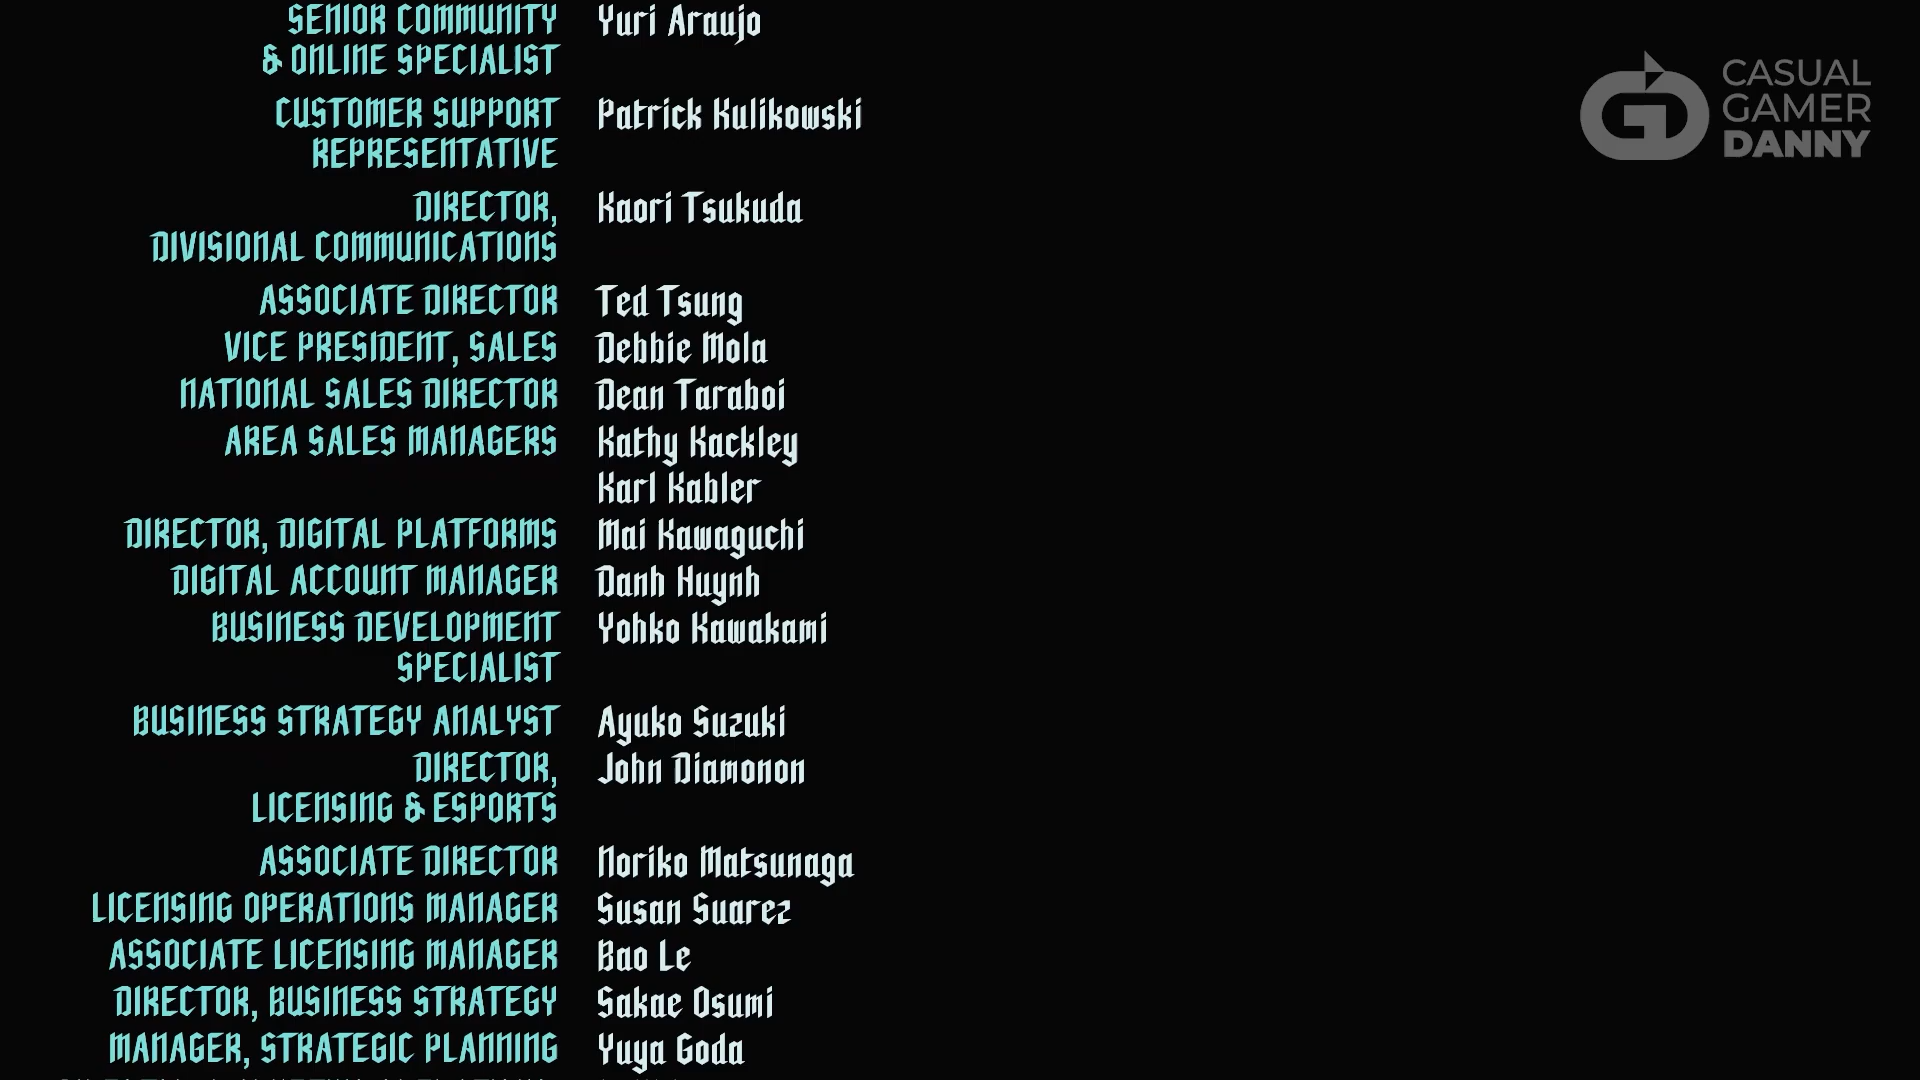 SENIOR COMMUNITY Yuri Araujo
& ONLINE SPECIALIST
CUSTOMER SUPPORT Patrick Kulikowski
REPRESENTATIVE
DIRECTOR, Kaori Tsukuda
DIVISIONAL COMMUNICATIONS
ASSOCIATE DIRECTOR Ted Tsung
VICE PRESIDENT, SALES Debbie Mola
NATIONAL SALES DIRECTOR Dean Taraboi
AREA SALES MANAGERS Kathy Kackley
Karl Kabler
DIRECTOR, DIGITAL PLATFORMS Mai Kawaguchi
DIGITAL ACCOUNT MANAGER Danh Huynh
BUSINESS DEVELOPMENT Yohko Kawakami
SPECIALIST
BUSINESS STRATEGY ANALYST Ayuko Suzuki
DIRECTOR, John Diamonon
LICENSING & ESPORTS
ASSOCIATE DIRECTOR Noriko Matsunaga
LICENSING OPERATIONS MANAGER Susan Suarez
ASSOCIATE LICENSING MANAGER Bao Le
DIRECTOR, BUSINESS STRATEGY Sakae Osumi
MANAGER, STRATEGIC PLANNING Yuya Goda
CASUAL
GAMER
DANNY